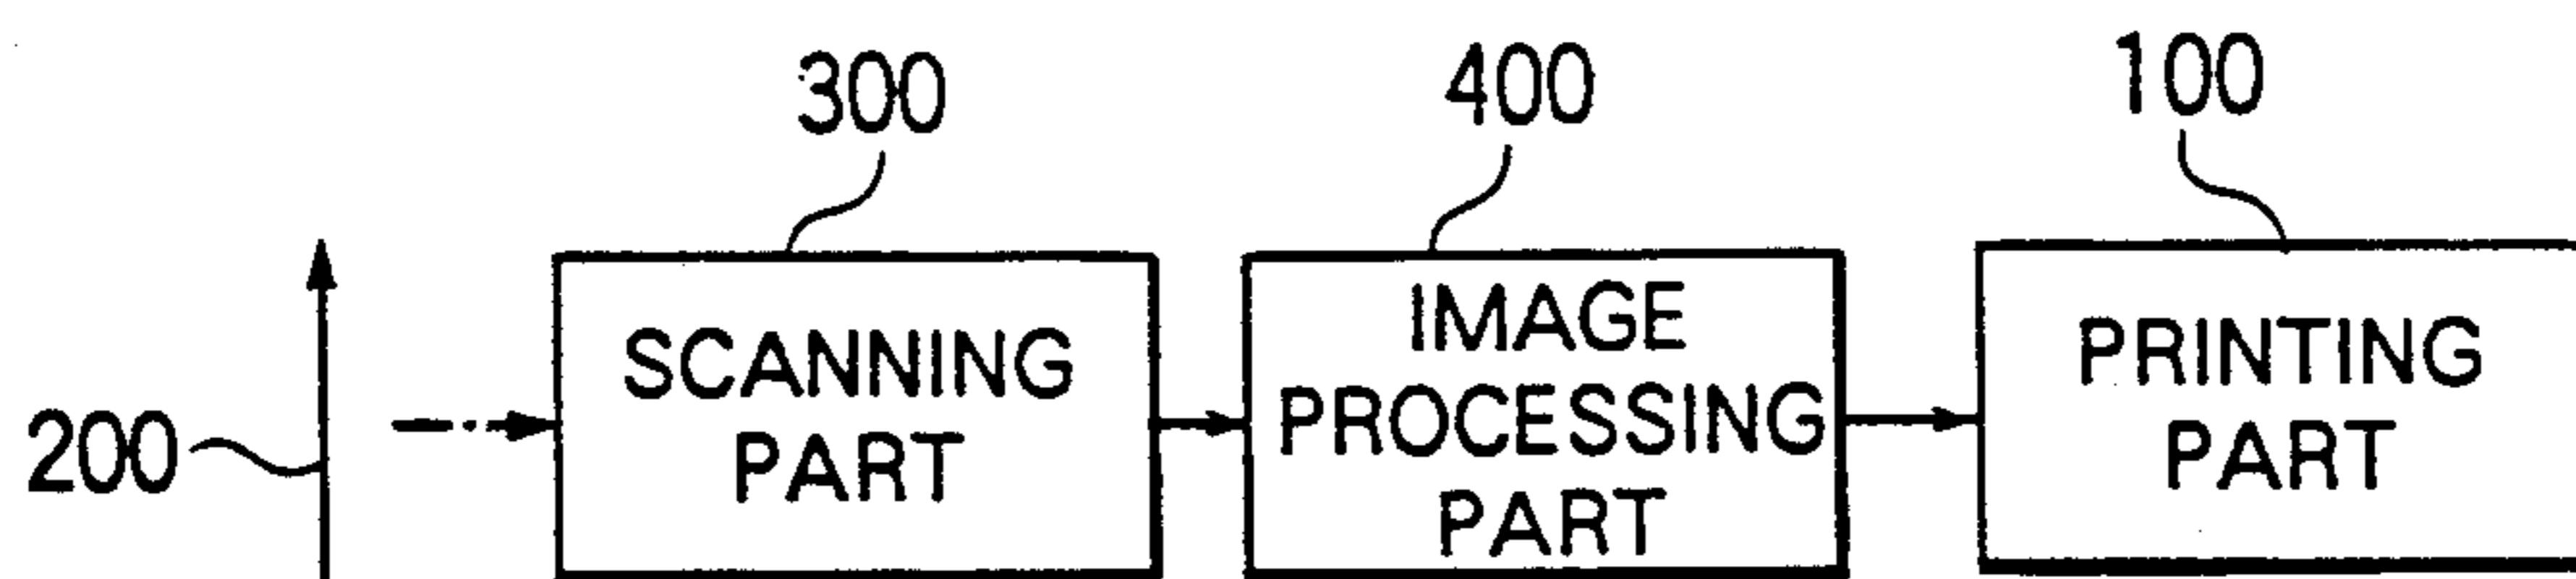 300
400
100
200
SCANNING
PART
IMAGE
PROCESSING
PART
PRINTING
PART